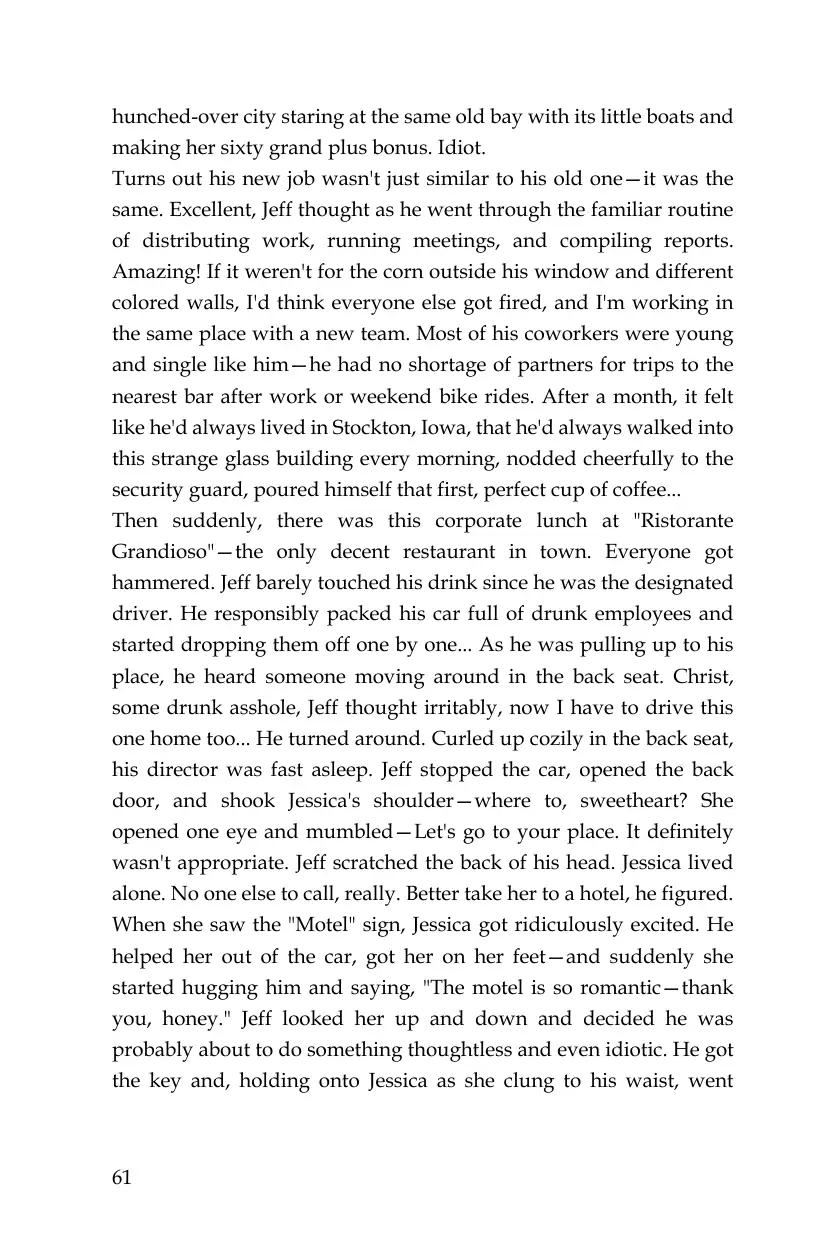 hunched-over city staring at the same old bay with its little boats and
making her sixty grand plus bonus. Idiot.
Turns out his new job wasn't just similar to his old one—it was the
same. Excellent, Jeff thought as he went through the familiar routine
of distributing work, running meetings, and compiling reports.
Amazing! If it weren't for the corn outside his window and different
colored walls, I'd think everyone else got fired, and I'm working in
the same place with a new team. Most of his coworkers were young
and single like him—he had no shortage of partners for trips to the
nearest bar after work or weekend bike rides. After a month, it felt
like he'd always lived in Stockton, Iowa, that he'd always walked into
this strange glass building every morning, nodded cheerfully to the
security guard, poured himself that first, perfect cup of coffee...
Then suddenly, there was this corporate lunch at "Ristorante
Grandioso"—the only decent restaurant in town. Everyone got
hammered. Jeff barely touched his drink since he was the designated
driver. He responsibly packed his car full of drunk employees and
started dropping them off one by one... As he was pulling up to his
place, he heard someone moving around in the back seat. Christ,
some drunk asshole, Jeff thought irritably, now I have to drive this
one home too... He turned around. Curled up cozily in the back seat,
his director was fast asleep. Jeff stopped the car, opened the back
door, and shook Jessica's shoulder—where to, sweetheart? She
opened one eye and mumbled—Let's go to your place. It definitely
wasn't appropriate. Jeff scratched the back of his head. Jessica lived
alone. No one else to call, really. Better take her to a hotel, he figured.
When she saw the "Motel" sign, Jessica got ridiculously excited. He
helped her out of the car, got her on her feet—and suddenly she
started hugging him and saying, "The motel is so romantic—thank
you, honey." Jeff looked her up and down and decided he was
probably about to do something thoughtless and even idiotic. He got
the key and, holding onto Jessica as she clung to his waist, went
61